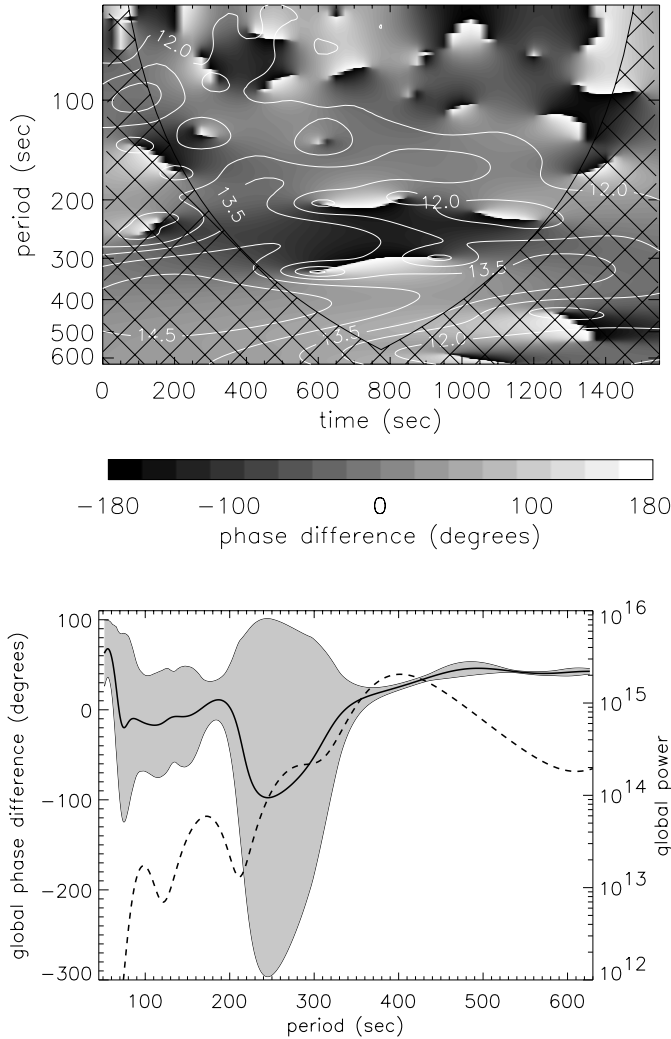 12.0
13.5
12.0
12.0
13.5
14.5
13.5
12.0
period (sec)
100
200
300
400
500
600
0 200 400 600 800 1000 1200 1400
time (sec)
−180 −100 0 100 180
phase difference (degrees)
global phase difference (degrees)
100
0
−100
−200
−300
10^16
10^15
10^14
10^13
10^12
global power
100 200 300 400 500 600
period (sec)